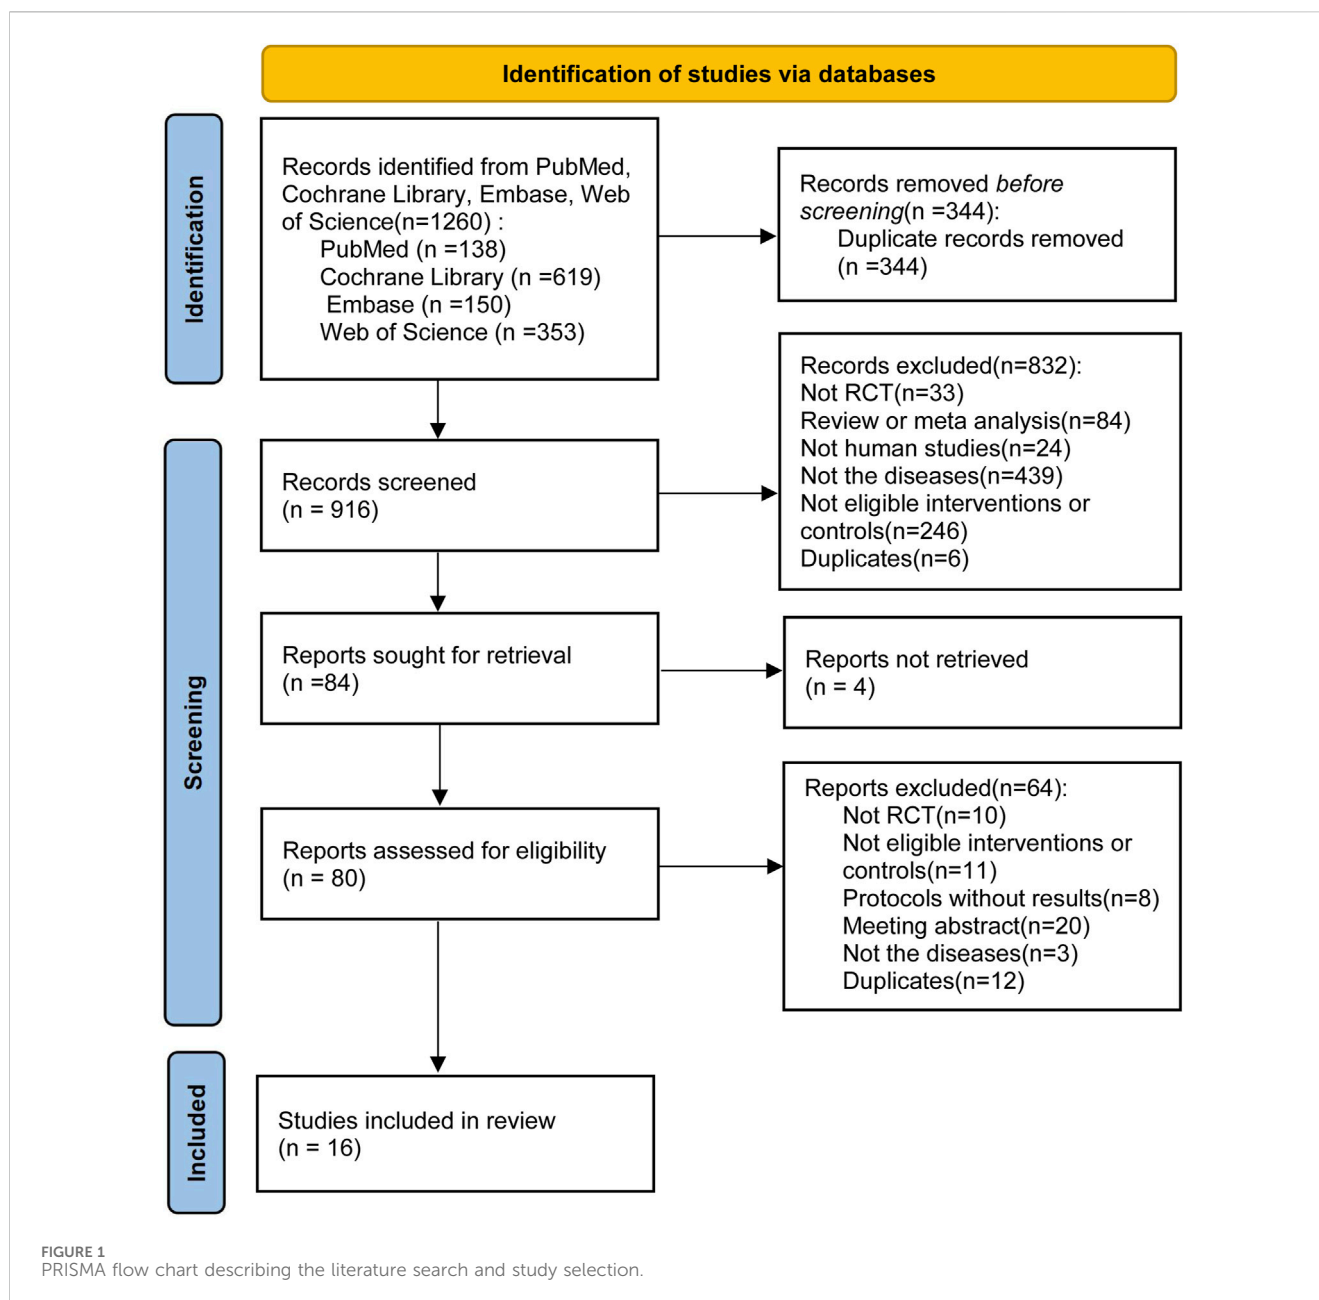 Identification of studies via databases
Identification
Records identified from PubMed,
Cochrane Library, Embase, Web
of Science(n=1260) :
PubMed (n =138)
Cochrane Library (n =619)
Embase (n =150)
Web of Science (n =353)
Records removed before
screening(n =344):
Duplicate records removed
(n =344)
Records excluded(n=832):
Not RCT(n=33)
Review or meta analysis(n=84)
Not human studies(n=24)
Not the diseases(n=439)
Not eligible interventions or
controls(n=246)
Duplicates(n=6)
Screening
Records screened
(n = 916)
Reports sought for retrieval
(n =84)
Reports not retrieved
(n = 4)
Reports assessed for eligibility
(n = 80)
Reports excluded(n=64):
Not RCT(n=10)
Not eligible interventions or
controls(n=11)
Protocols without results(n=8)
Meeting abstract(n=20)
Not the diseases(n=3)
Duplicates(n=12)
Included
Studies included in review
(n = 16)
FIGURE 1
PRISMA flow chart describing the literature search and study selection.